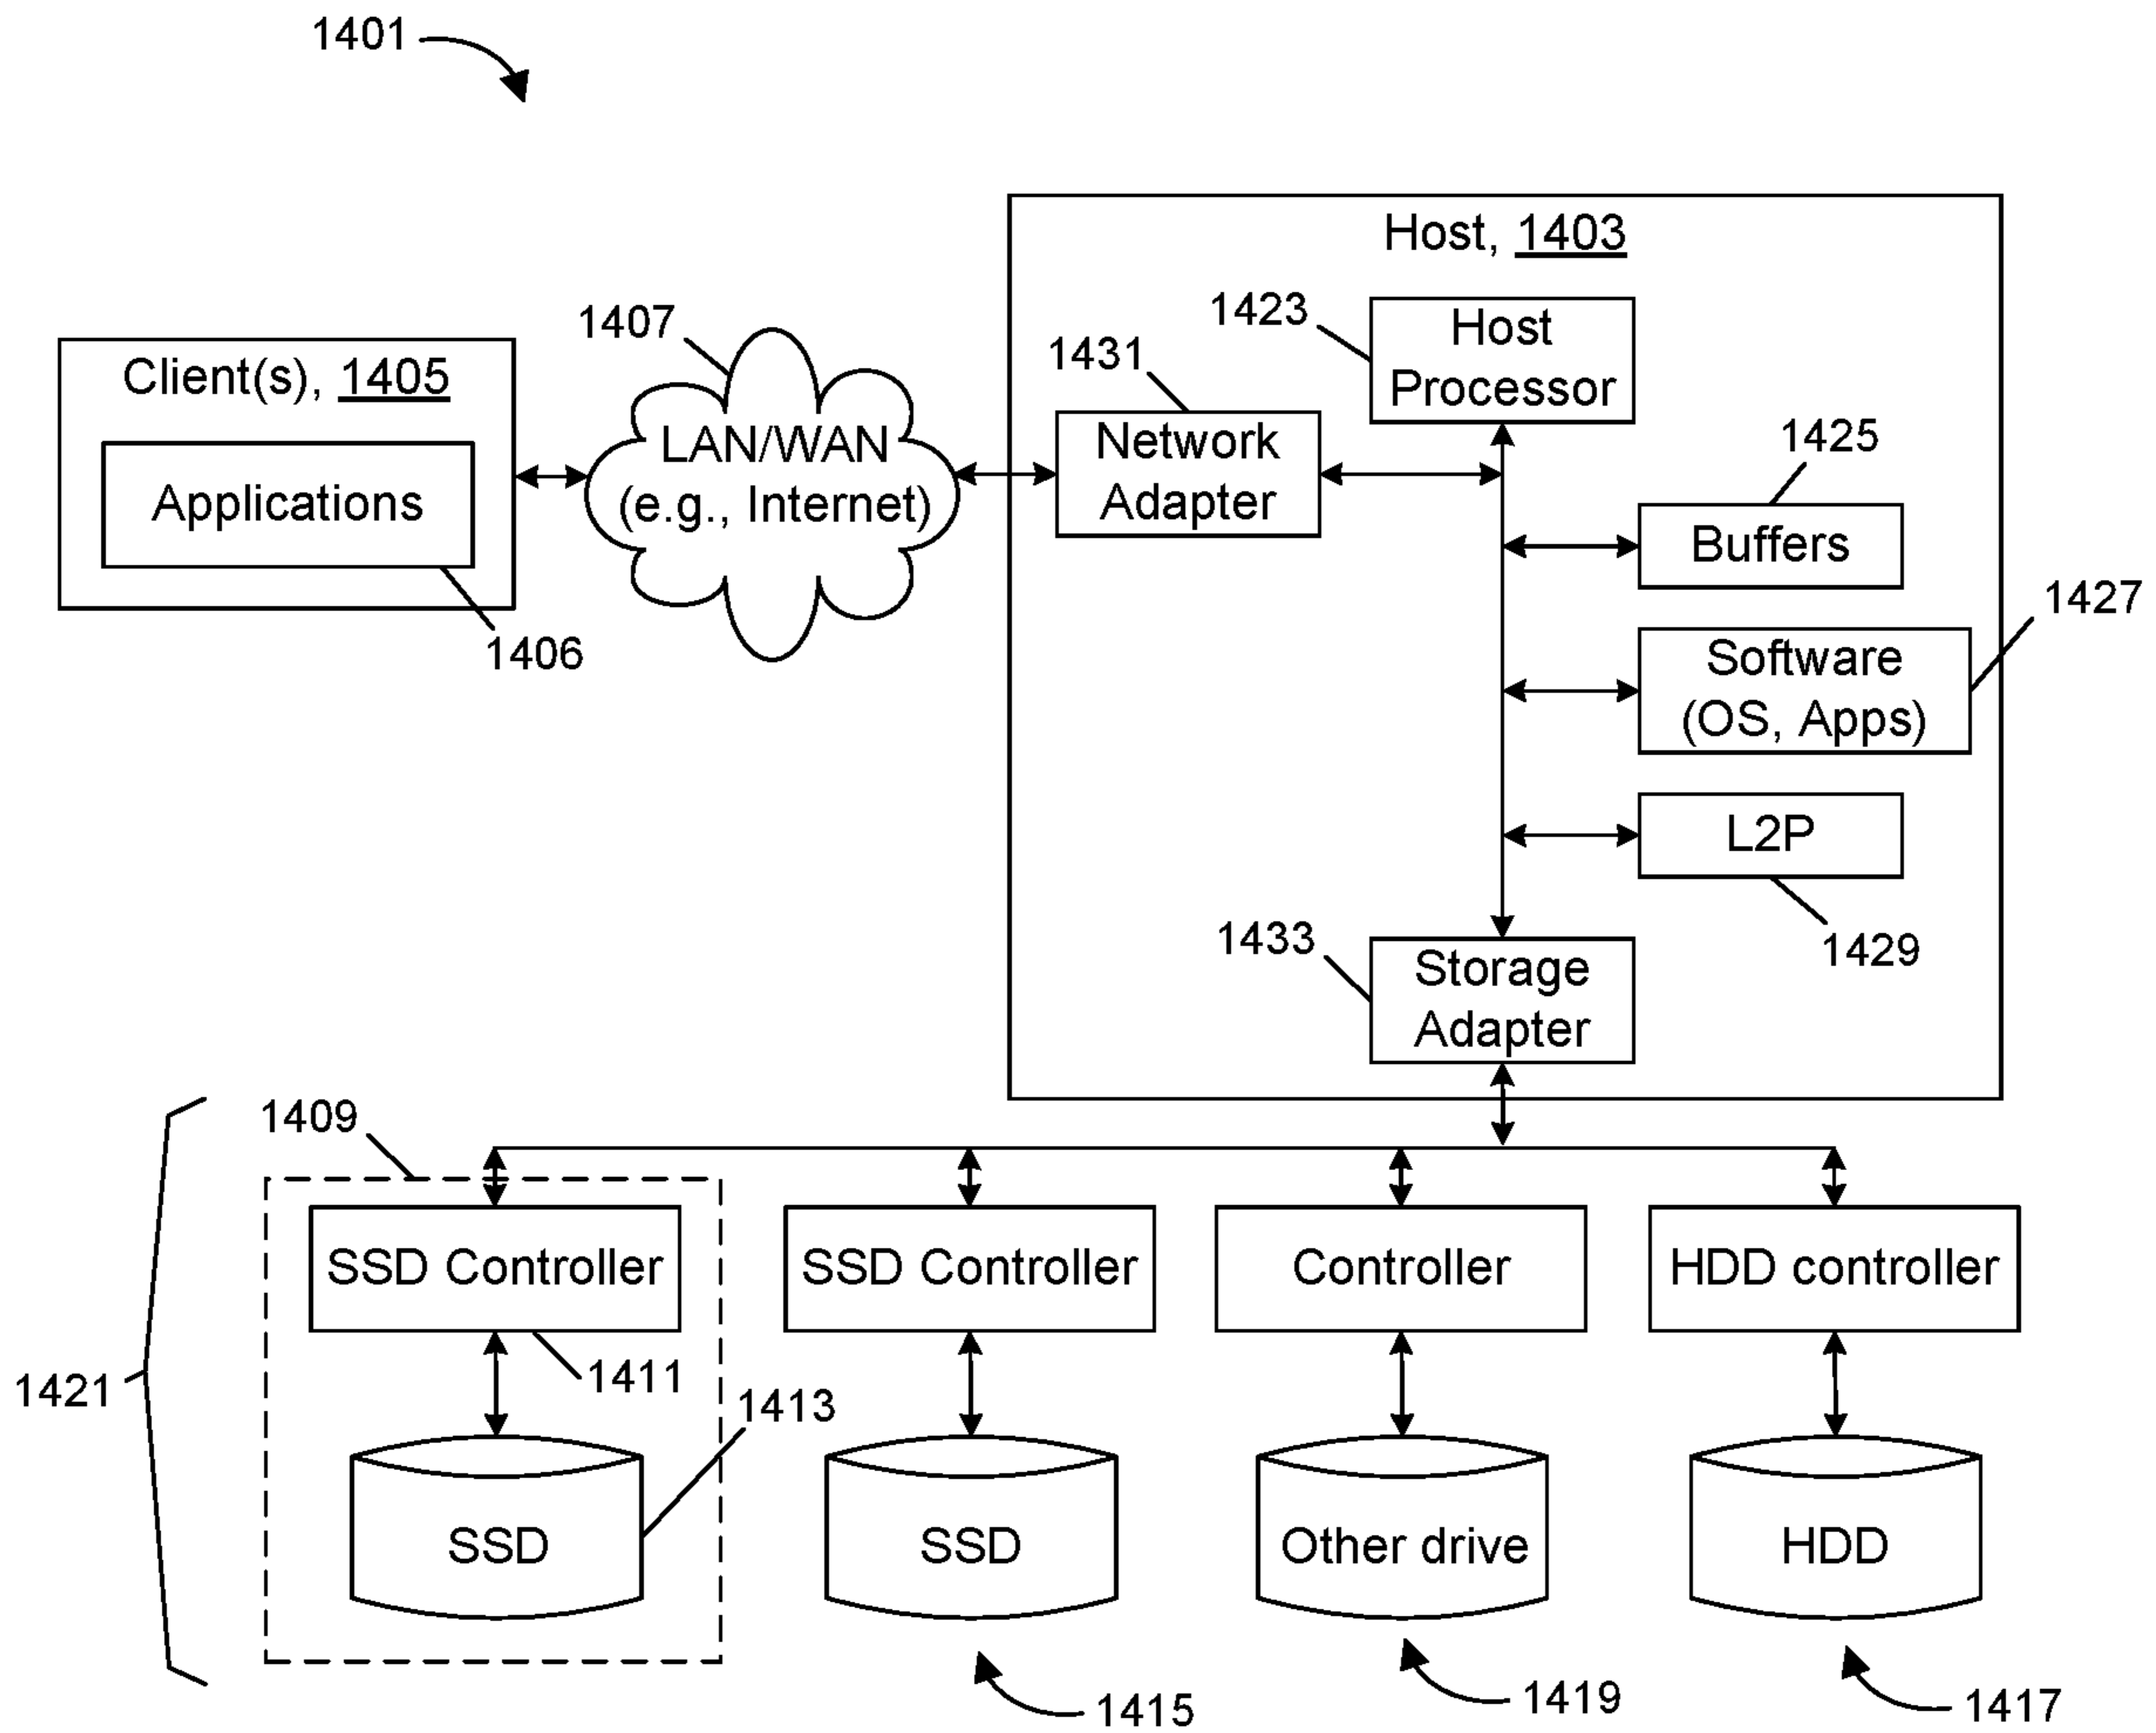 1401
Host, 1403
1423
Host
Processor
1407
1431
Client(s), 1405
Applications
1406
LAN/WAN
(e.g., Internet)
Network
Adapter
1425
Buffers
1427
Software
(OS, Apps)
L2P
1429
1433
Storage
Adapter
1409
SSD Controller
SSD Controller
Controller
HDD controller
1411
1421
1413
SSD
SSD
Other drive
HDD
1415
1419
1417